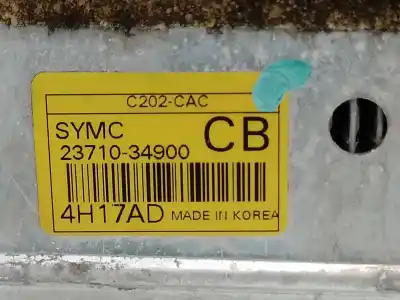 C202-CAC
SYMC CB
23710-34900
4H17AD MADE IN KOREA